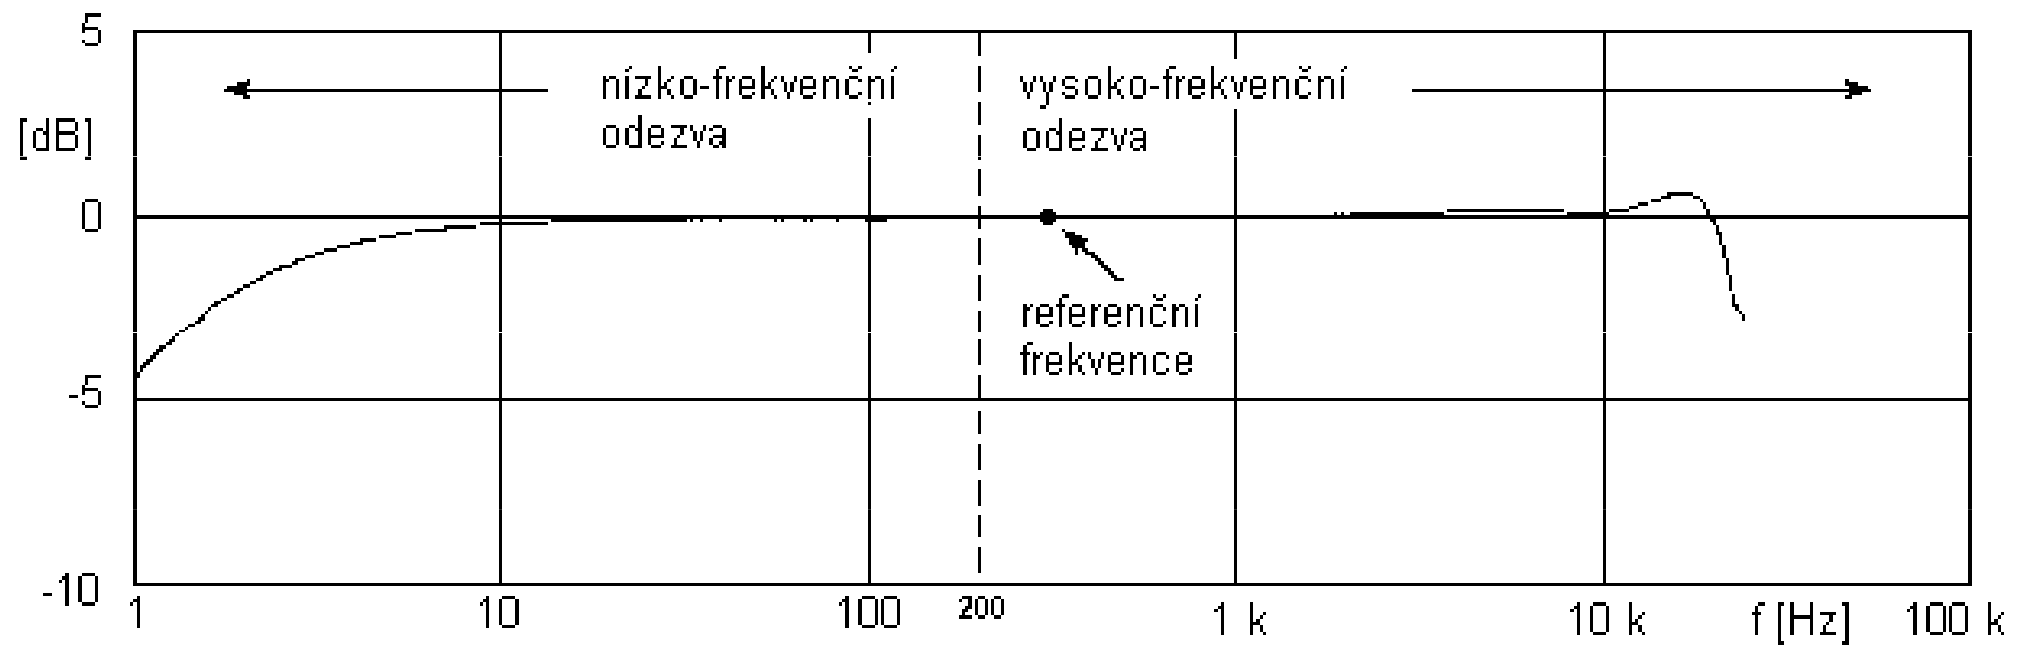 5
nízko-frekvenční
odezva
vysoko-frekvenční
odezva
[dB]
0
referenční
frekvence
-5
-10
1
10
100
200
1 k
10 k
f [Hz]
100 k